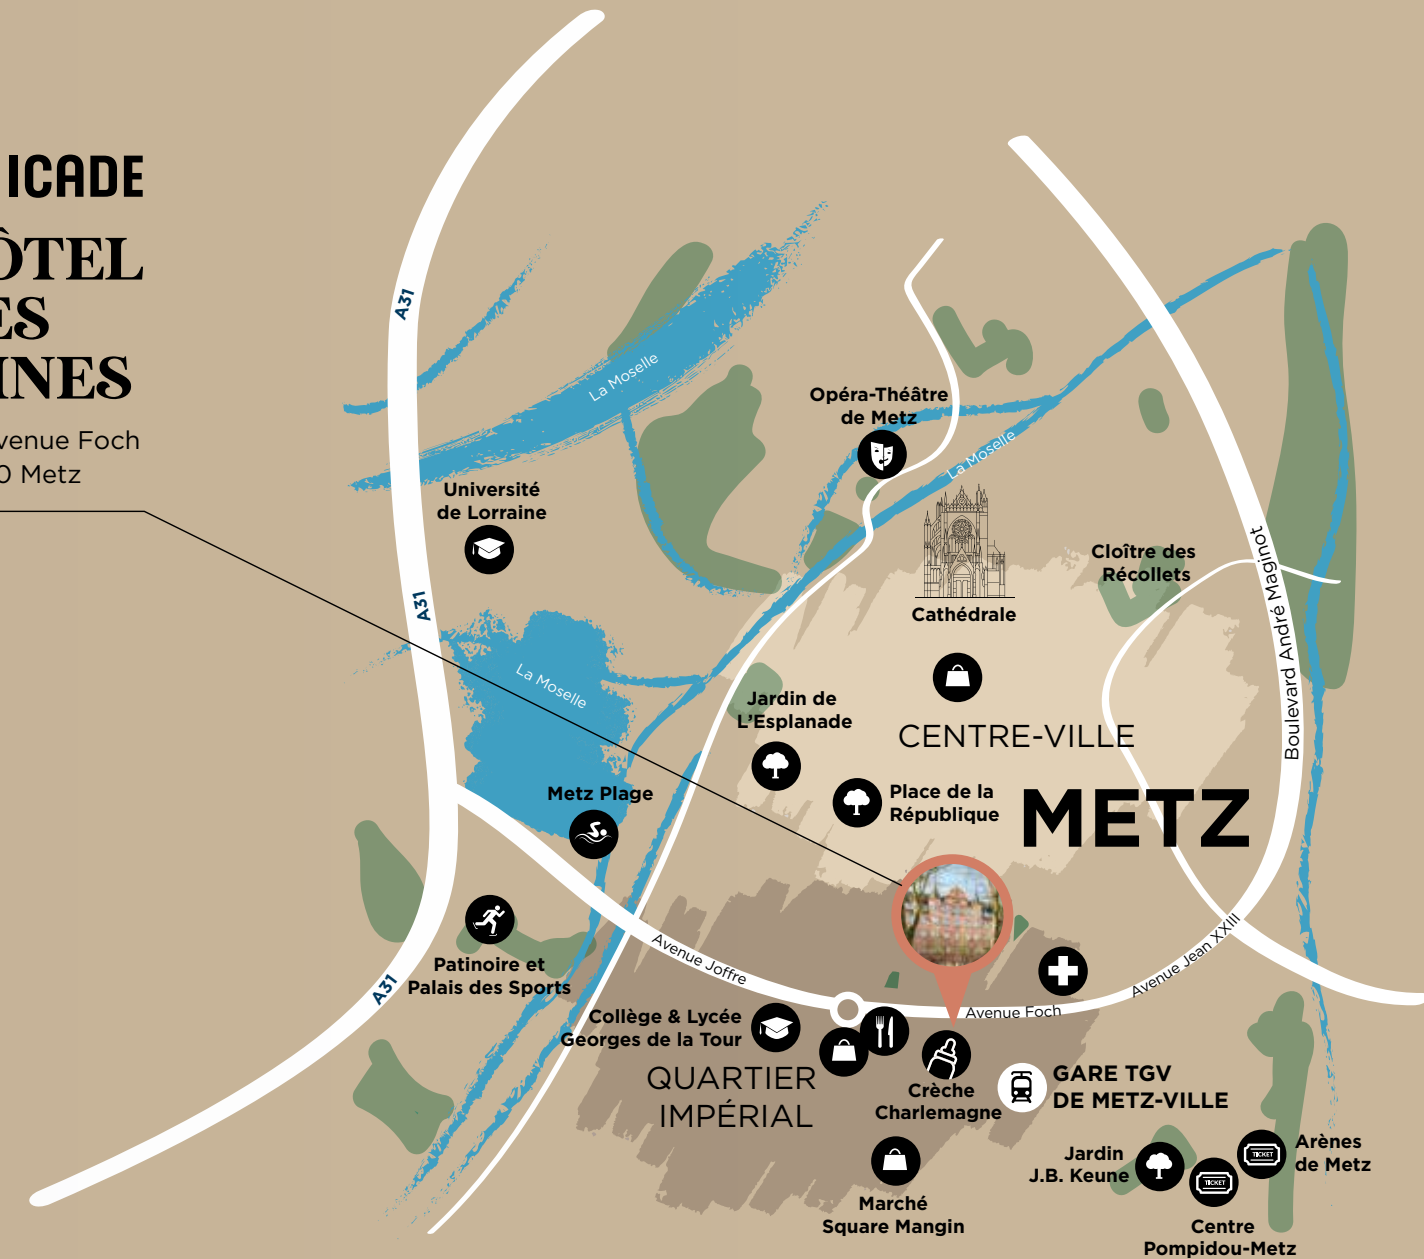 ICADE
ÔTEL
ES
INES
venue Foch
0 Metz
A31
La Moselle
Opéra-Théâtre
de Metz
La Moselle
Université
de Lorraine
Cathédrale
Cloître des
Récollets
Boulevard André Maginot
A31
La Moselle
Jardin de
L'Esplanade
CENTRE-VILLE
Metz Plage
Place de la
République
METZ
Avenue Joffre
Avenue Jean XXIII
Patinoire et
Palais des Sports
A31
Avenue Foch
Collège & Lycée
Georges de la Tour
QUARTIER
IMPÉRIAL
Crèche
Charlemagne
GARE TGV
DE METZ-VILLE
Jardin
J.B. Keune
TICKET
TICKET
Arènes
de Metz
Marché
Square Mangin
Centre
Pompidou-Metz